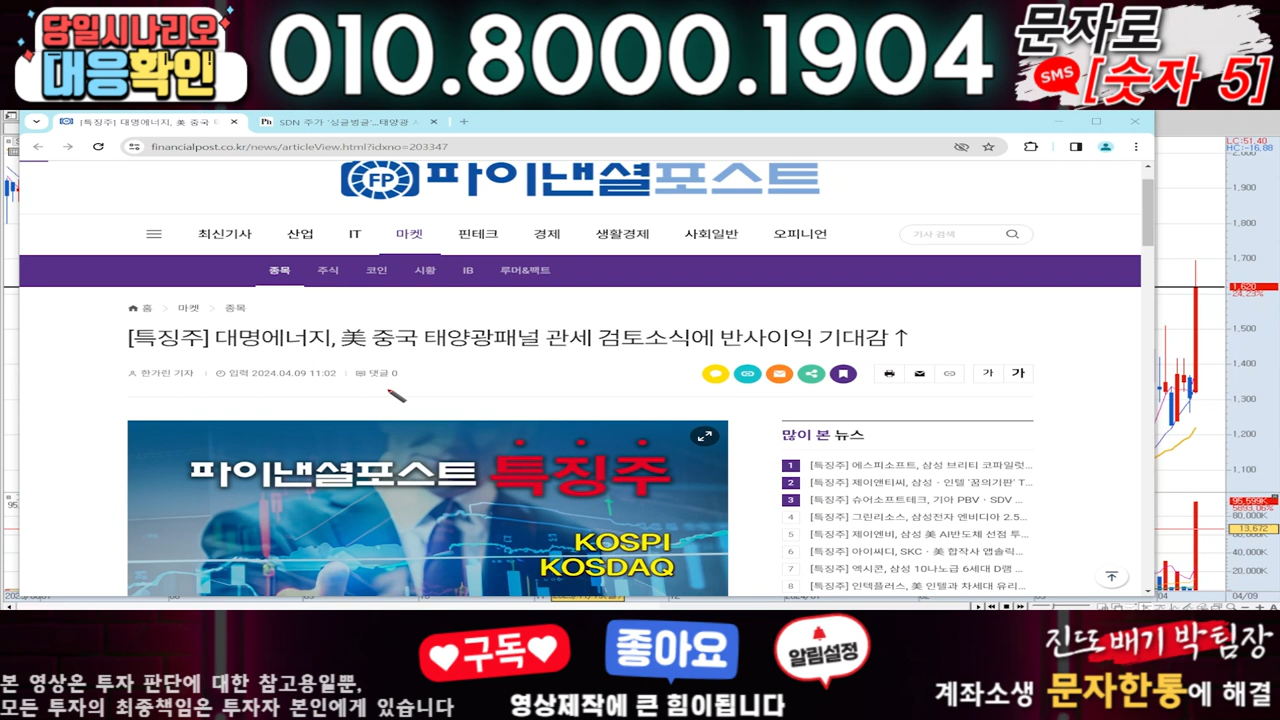 당일시나리오
대응확인
010.8000.1904
문자로
SMS
[숫자 5]
[특징주] 대명에너지, 美 중국 E
SDN 주가 '싱글벙글'...태양광
financialpost.co.kr/news/articleView.html?idxno=203347
FP 파이낸셜포스트
최신기사 산업 IT 마켓 핀테크 경제 생활경제 사회일반 오피니언
기사 검색
종목 주식 코인 시황 IB 루머&팩트
홈 > 마켓 > 종목
[특징주] 대명에너지, 美 중국 태양광패널 관세 검토소식에 반사이익 기대감↑
한가린 기자 입력 2024.04.09 11:02 댓글 0
가 가
파이낸셜포스트 특징주
KOSPI
KOSDAQ
많이 본 뉴스
1 [특징주] 에스피소프트, 삼성 브리티 코파일럿...
2 [특징주] 제이앤티씨, 삼성 · 인텔 '꿈의기판' T...
3 [특징주] 슈어소프트테크, 기아 PBV · SDV ...
4 [특징주] 그린리소스, 삼성전자 엔비디아 2.5...
5 [특징주] 제이엔비, 삼성 美 AI반도체 선점 투...
6 [특징주] 아이씨디, SKC · 美 합작사 앱솔릭...
7 [특징주] 엑시콘, 삼성 10나노급 6세대 D램 ...
8 [특징주] 인텍플러스, 美 인텔과 차세대 유리...
LC:51,40
HC:-16,88
2,000
1,900
1,800
1,700
1,620
24,23%
1,500
1,400
1,300
1,200
1,100
95,599K
5893,06%
80,000K
13,672
40,000K
20,000K
04
04/09
구독
좋아요
알림설정
영상제작에 큰 힘이됩니다
본 영상은 투자 판단에 대한 참고용일뿐,
모든 투자의 최종책임은 투자자 본인에게 있습니다
진또배기 박팀장
계좌소생 문자한통에 해결